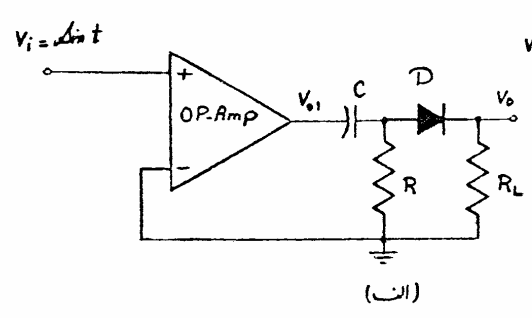 Vi = Sin t
+
OP-Amp
-
Vo1
C
D
Vo
R
RL
V
(الف)